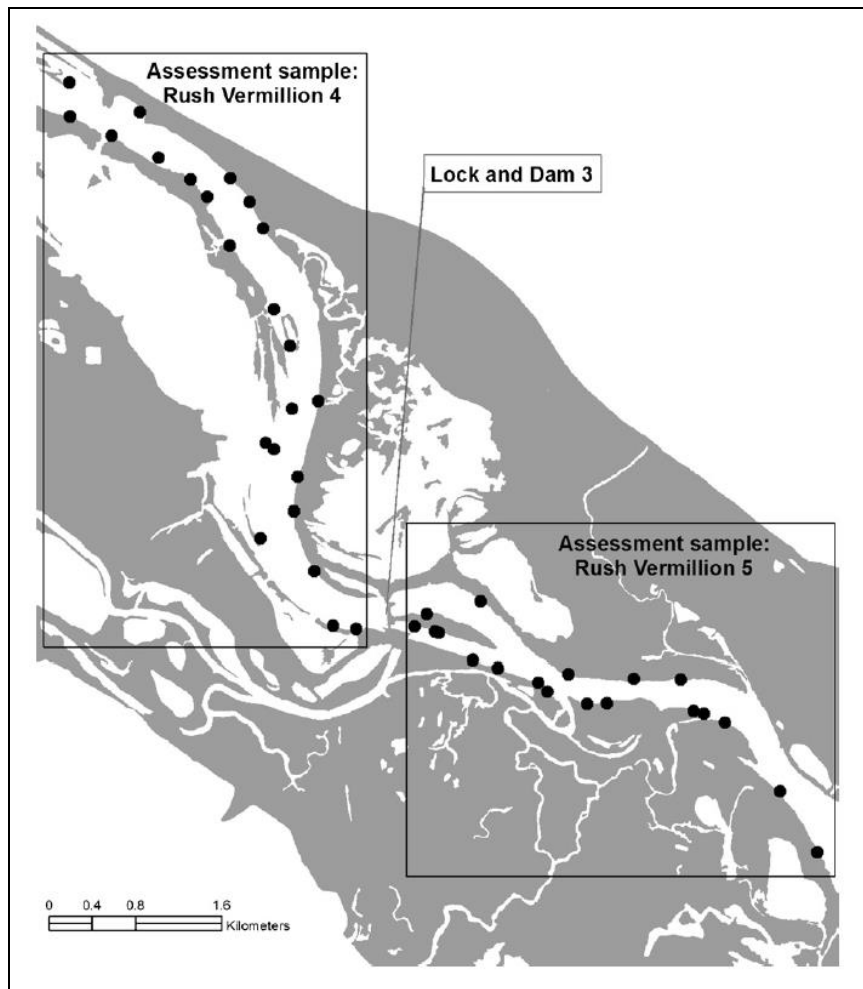 Assessment sample:
Rush Vermillion 4
Lock and Dam 3
Assessment sample:
Rush Vermillion 5
0 0.4 0.8 1.6
Kilometers